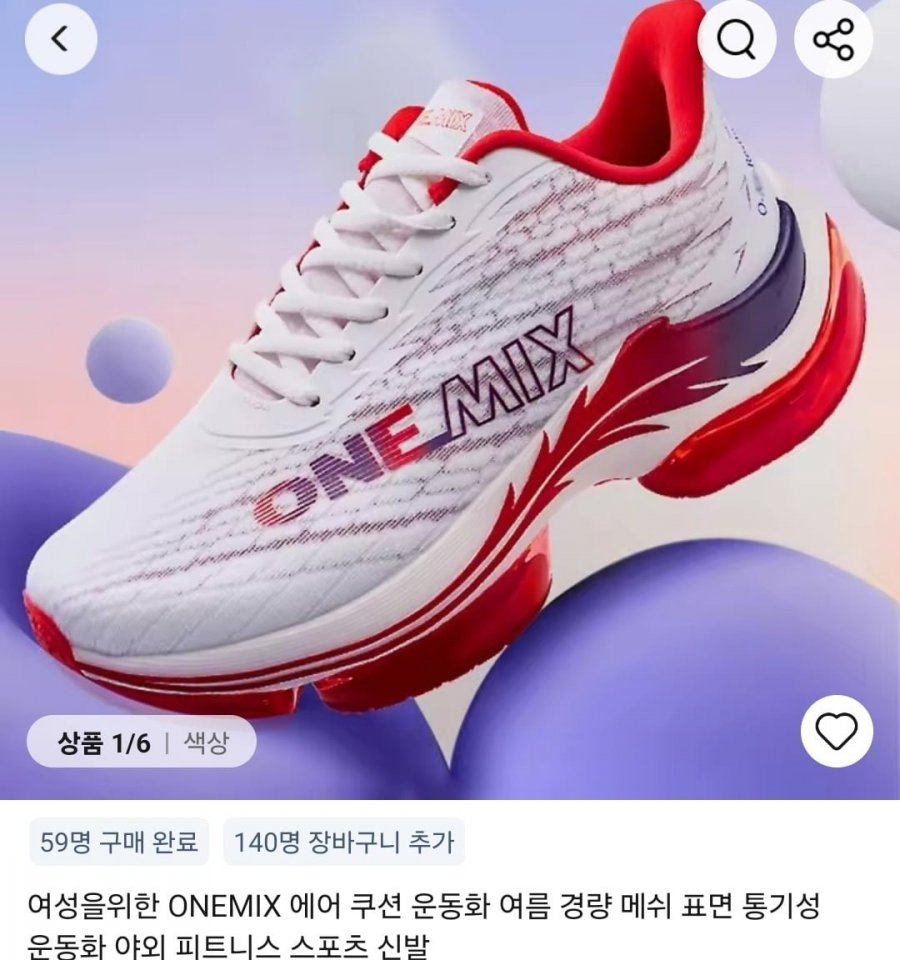 ONE MIX
상품 1/6 | 색상
59명 구매 완료 140명 장바구니 추가
여성을위한 ONEMIX 에어 쿠션 운동화 여름 경량 메쉬 표면 통기성
운동화 야외 피트니스 스포츠 신발